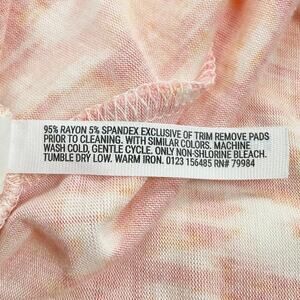 95% RAYON 5% SPANDEX EXCLUSIVE OF TRIM REMOVE PADS
PRIOR TO CLEANING. WITH SIMILAR COLORS. MACHINE
WASH COLD, GENTLE CYCLE. ONLY NON-SHLORINE BLEACH.
TUMBLE DRY LOW. WARM IRON. 0123 156485 RN# 79984